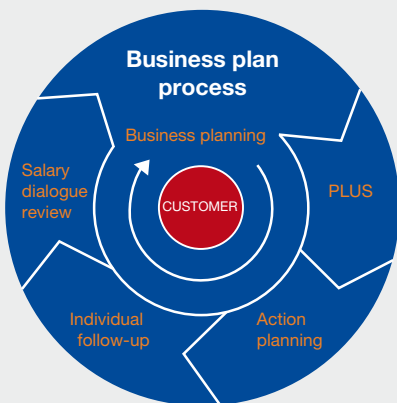 Business plan
process
Business planning
Salary
dialogue
review
CUSTOMER
PLUS
Individual
follow-up
Action
planning